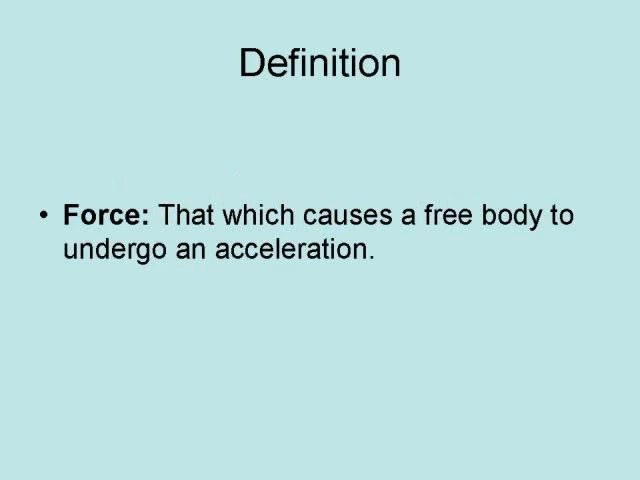 Definition
• Force: That which causes a free body to
undergo an acceleration.